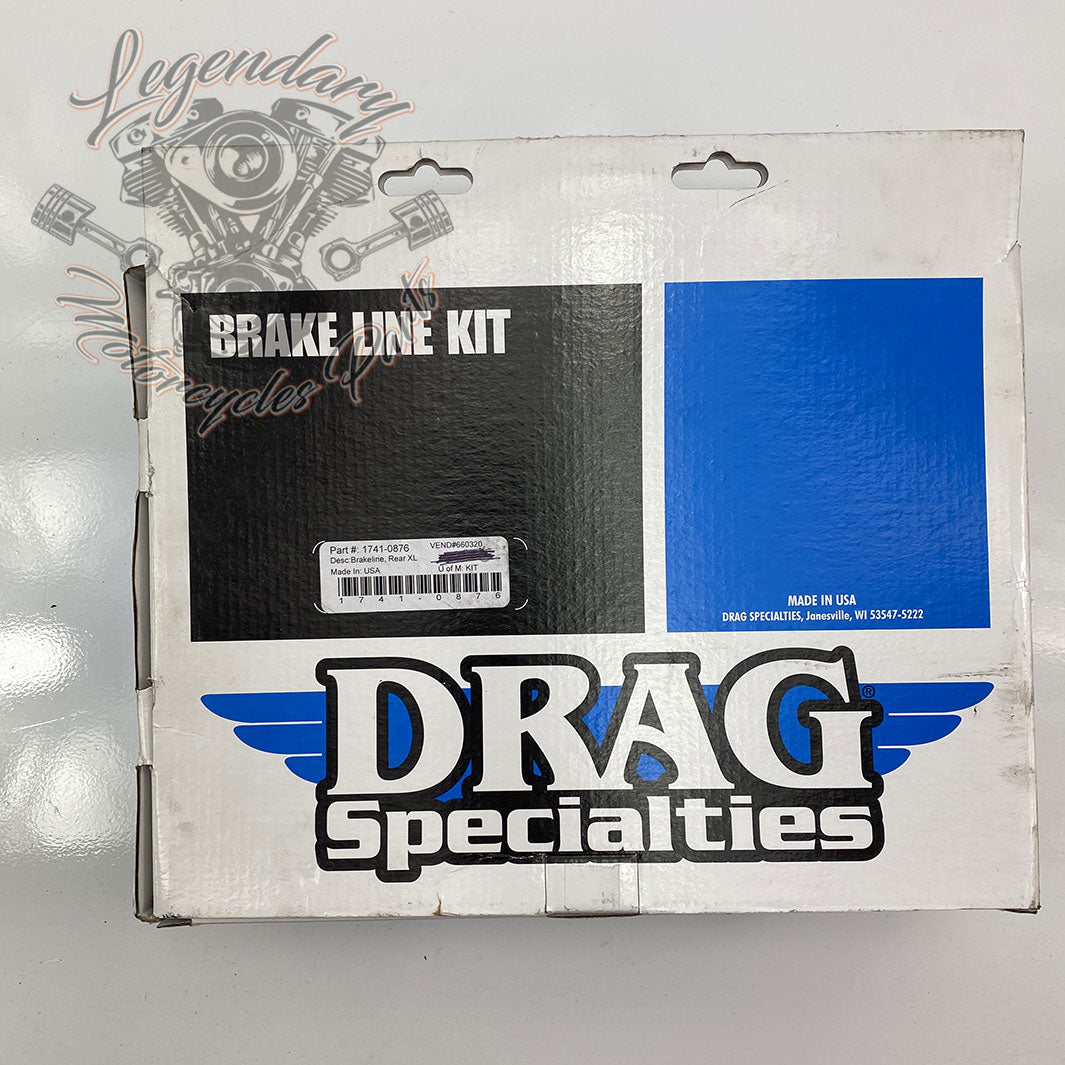 Legendary
Motorcycles Parts
BRAKE LINE KIT
Part #: 1741-0876
VEND#660320
Desc:Brakeline, Rear XL
Made In: USA
U of M: KIT
1741-0876
MADE IN USA
DRAG SPECIALTIES, Janesville, WI 53547-5222
DRAG®
Specialties